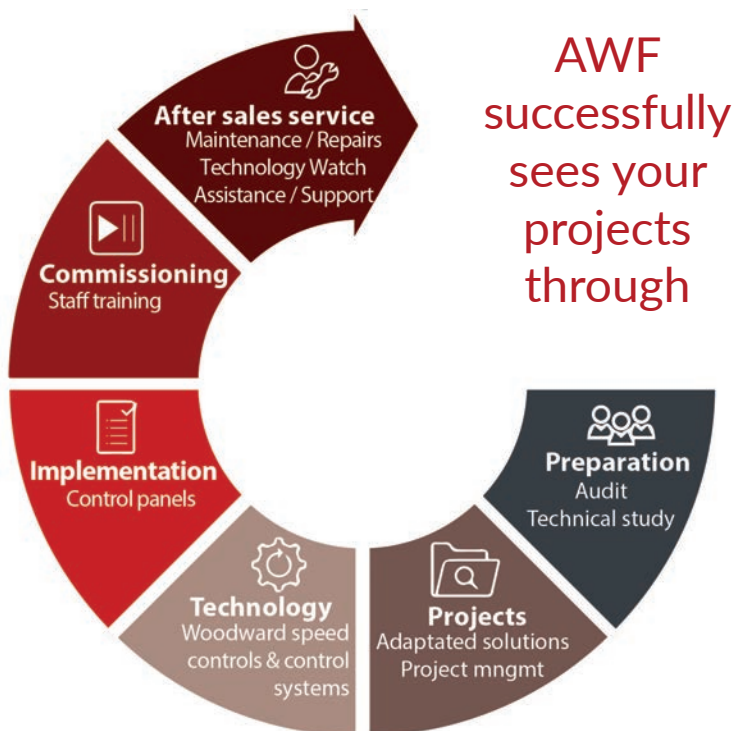 AWF
successfully
sees your
projects
through
After sales service
Maintenance / Repairs
Technology Watch
Assistance / Support
Commissioning
Staff training
Implementation
Control panels
Technology
Woodward speed
controls & control
systems
Projects
Adaptated solutions
Project mngmt
Preparation
Audit
Technical study